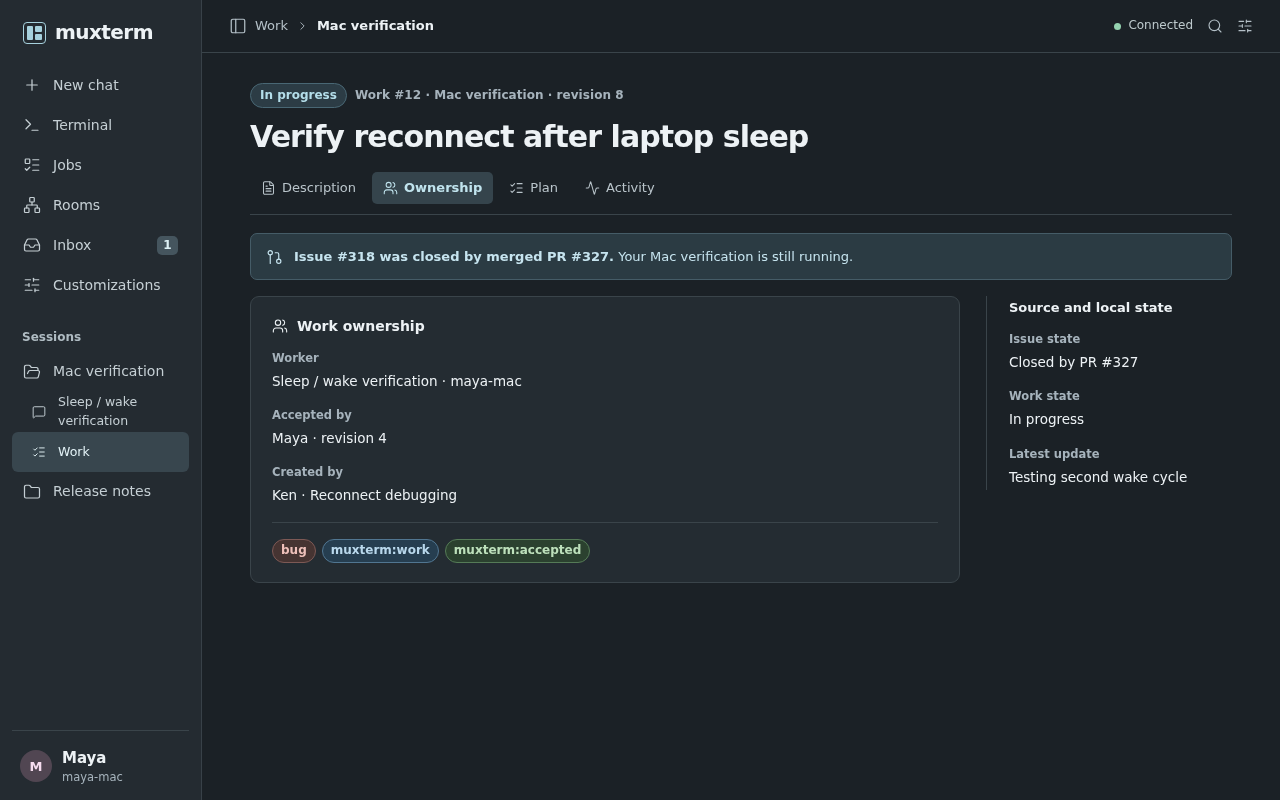 muxterm
New chat
Terminal
Jobs
Rooms
Inbox 1
Customizations
Sessions
Mac verification
Sleep / wake
verification
Work
Release notes
M
Maya
maya-mac
Work > Mac verification
Connected
In progress Work #12 · Mac verification · revision 8
Verify reconnect after laptop sleep
Description Ownership Plan Activity
Issue #318 was closed by merged PR #327. Your Mac verification is still running.
Work ownership
Worker
Sleep / wake verification · maya-mac
Accepted by
Maya · revision 4
Created by
Ken · Reconnect debugging
bug muxterm:work muxterm:accepted
Source and local state
Issue state
Closed by PR #327
Work state
In progress
Latest update
Testing second wake cycle